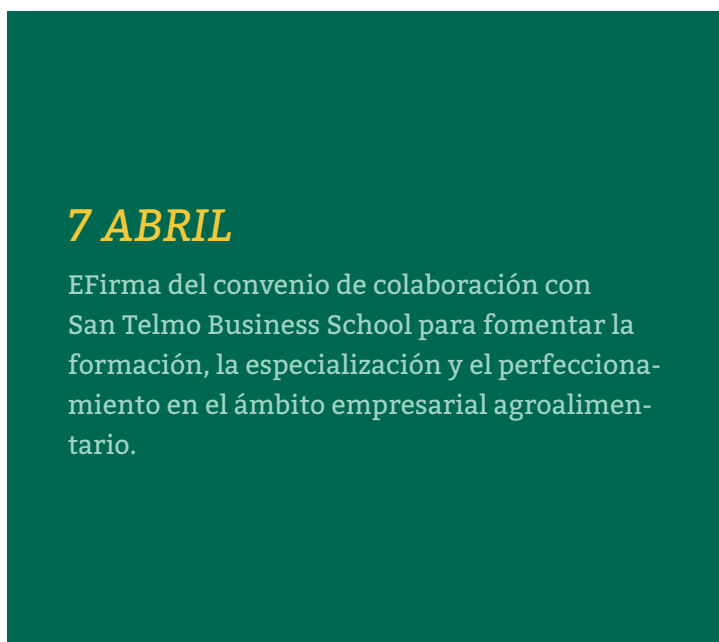 7 ABRIL
EFirma del convenio de colaboración con
San Telmo Business School para fomentar la
formación, la especialización y el perfecciona-
miento en el ámbito empresarial agroalimen-
tario.